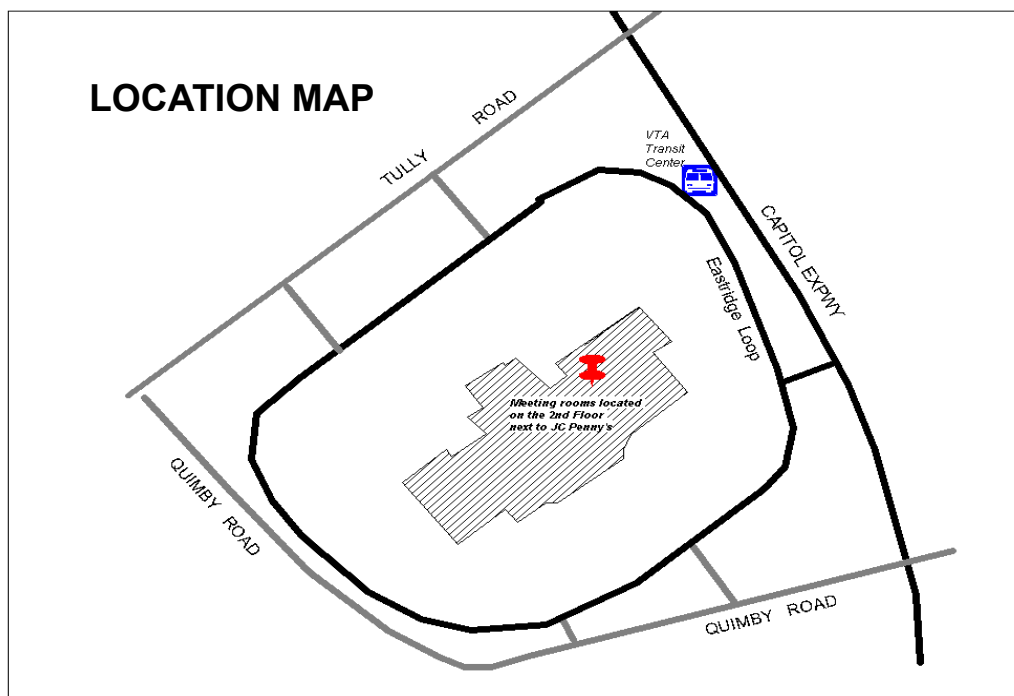 LOCATION MAP
TULLY ROAD
VTA
Transit
Center
CAPITOL EXPWY
Eastridge Loop
Meeting rooms located
on the 2nd Floor
next to JC Penny's
QUIMBY ROAD
QUIMBY ROAD